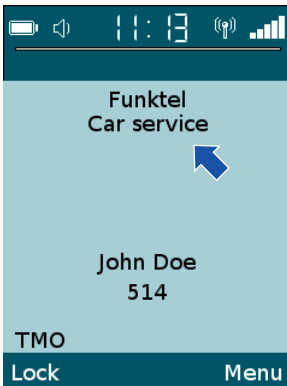 11:13
Funktel
Car service
John Doe
514
TMO
Lock Menu